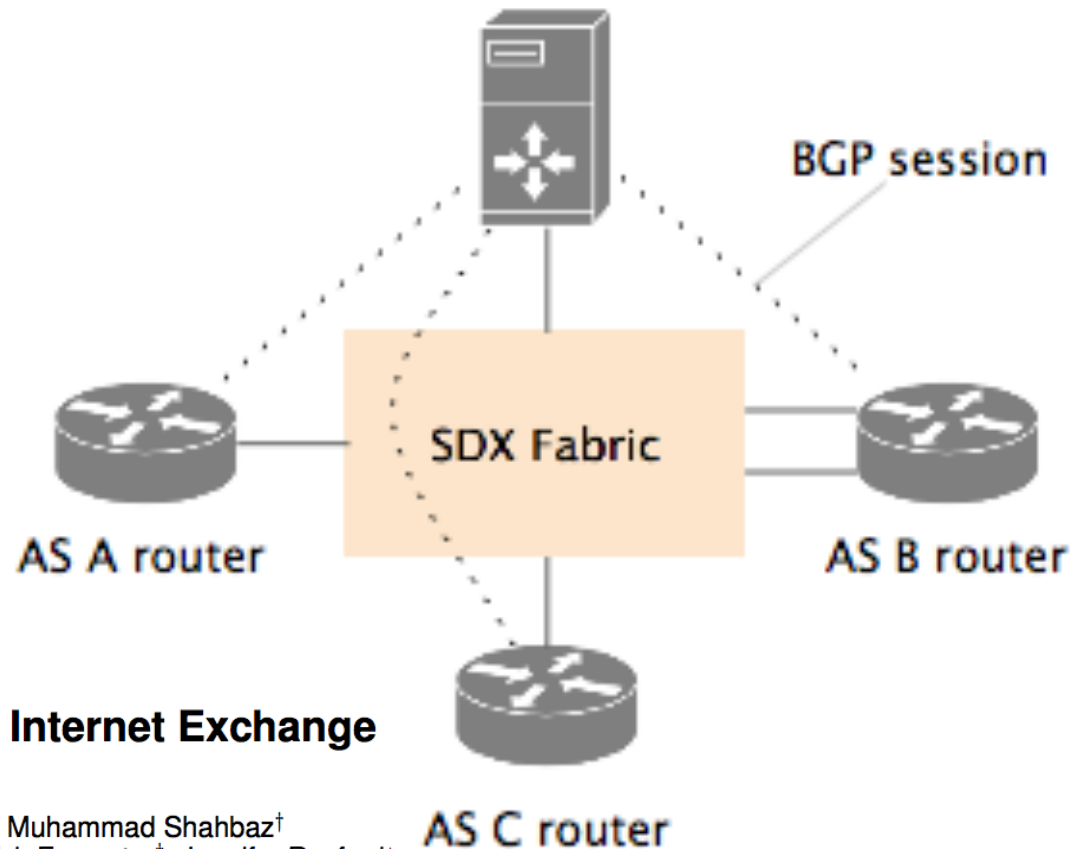 BGP session
SDX Fabric
AS A router
AS B router
Internet Exchange
Muhammad Shahbaz†
AS C router